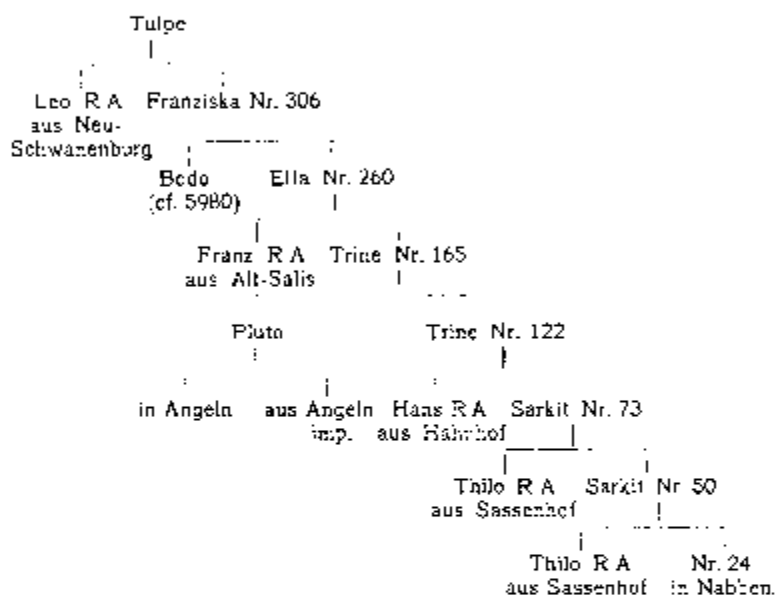 Tulpe
Leo R A Franziska Nr. 306
aus Neu-
Schwanenburg
Bodo Ella Nr. 260
(cf. 5980)
Franz R A Trine Nr. 165
aus Alt-Salis
Pluto Trine Nr. 122
in Angeln aus Angeln Hans R A Sarkit Nr. 73
imp. aus Hahnhof
Thilo R A Sarkit Nr 50
aus Sassenhof
Thilo R A Nr. 24
aus Sassenhof in Nabben.